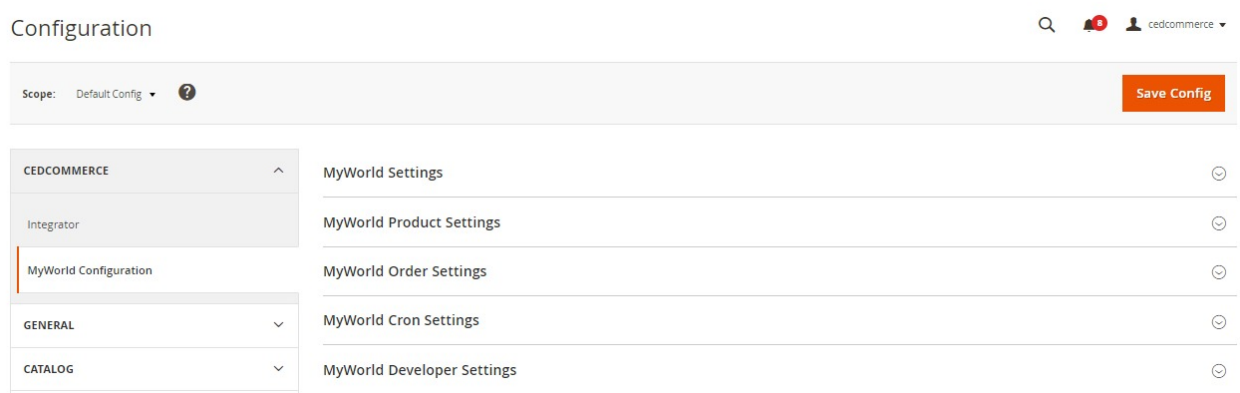 Configuration
8
cedcommerce
Scope: Default Config
?
Save Config
CEDCOMMERCE
Integrator
MyWorld Configuration
GENERAL
CATALOG
MyWorld Settings
MyWorld Product Settings
MyWorld Order Settings
MyWorld Cron Settings
MyWorld Developer Settings